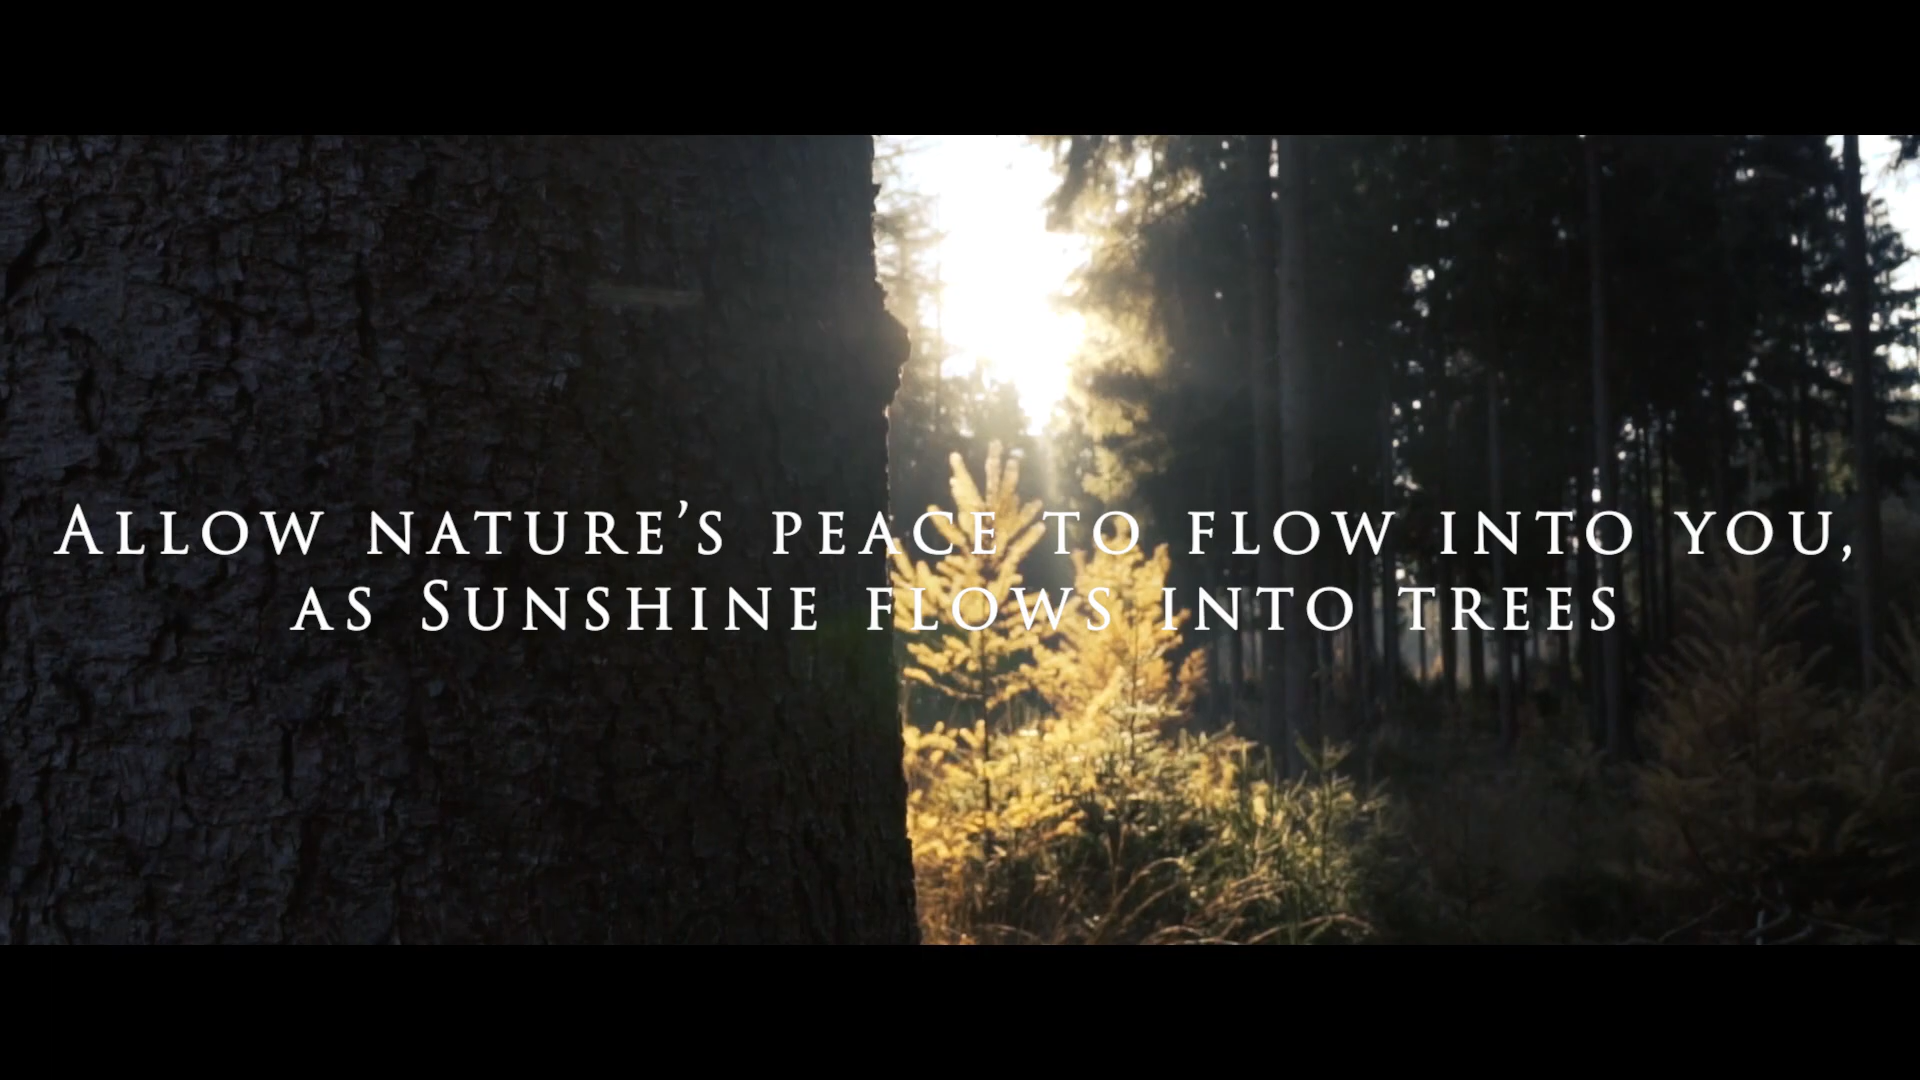 Allow nature’s peace to flow into you,
as Sunshine flows into trees